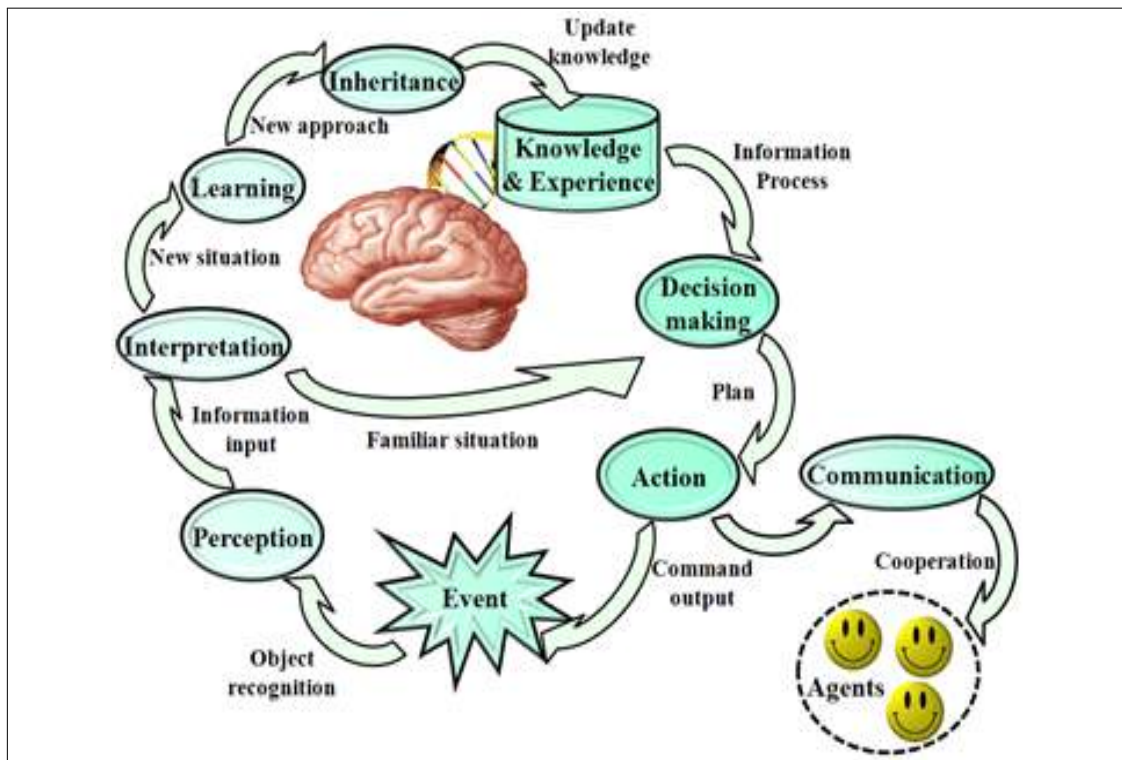 Update
knowledge
Inheritance
New approach
Knowledge
& Experience
Information
Process
Learning
New situation
Decision
making
Interpretation
Plan
Information
input
Familiar situation
Action
Communication
Perception
Event
Command
output
Cooperation
Object
recognition
Agents